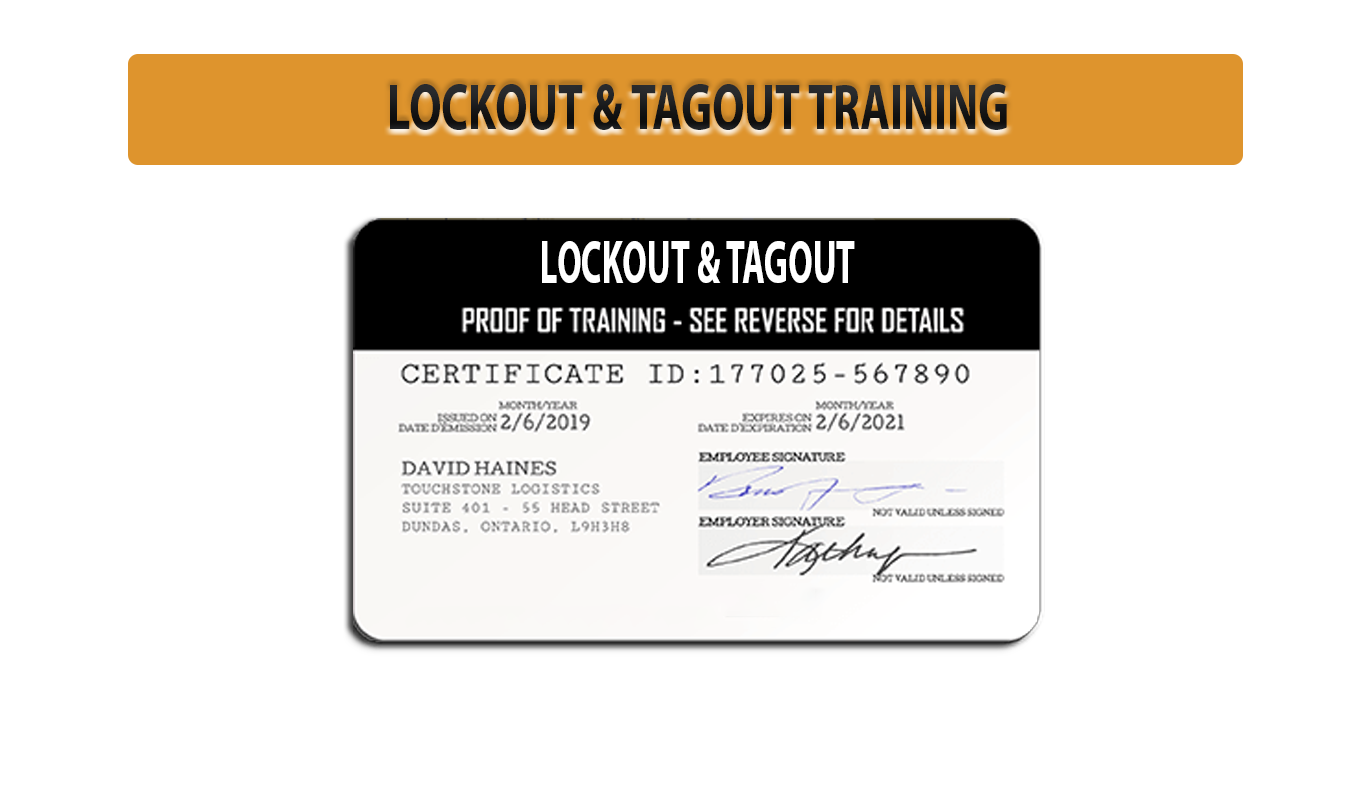 LOCKOUT & TAGOUT TRAINING
LOCKOUT & TAGOUT
PROOF OF TRAINING - SEE REVERSE FOR DETAILS
CERTIFICATE ID:177025-567890
MONTH/YEAR
ISSUED ON
DATE D'EMISSION 2/6/2019
MONTH/YEAR
EXPIRES ON
DATE D'EXPIRATION 2/6/2021
DAVID HAINES
TOUCHSTONE LOGISTICS
SUITE 401 - 55 HEAD STREET
DUNDAS, ONTARIO, L9H3H8
EMPLOYEE SIGNATURE
NOT VALID UNLESS SIGNED
EMPLOYER SIGNATURE
NOT VALID UNLESS SIGNED